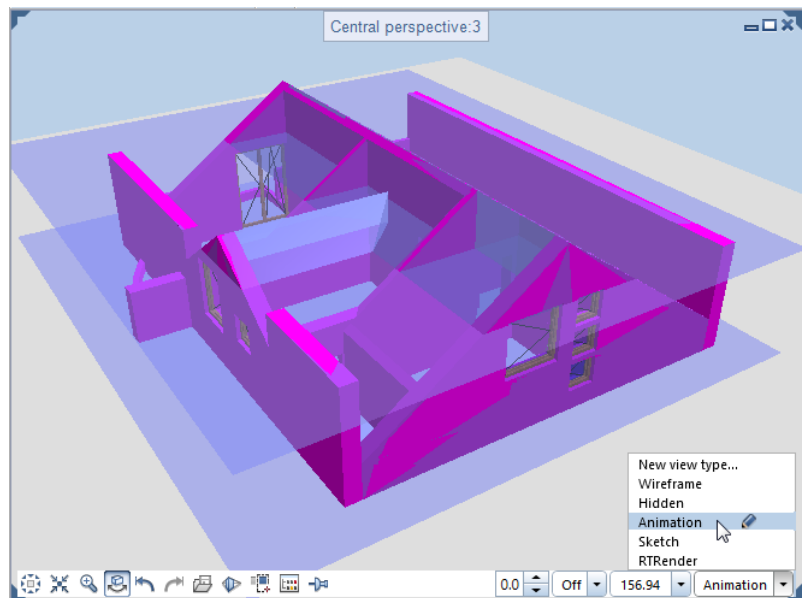 Central perspective:3
New view type...
Wireframe
Hidden
Animation
Sketch
RTRender
0.0 Off 156.94 Animation